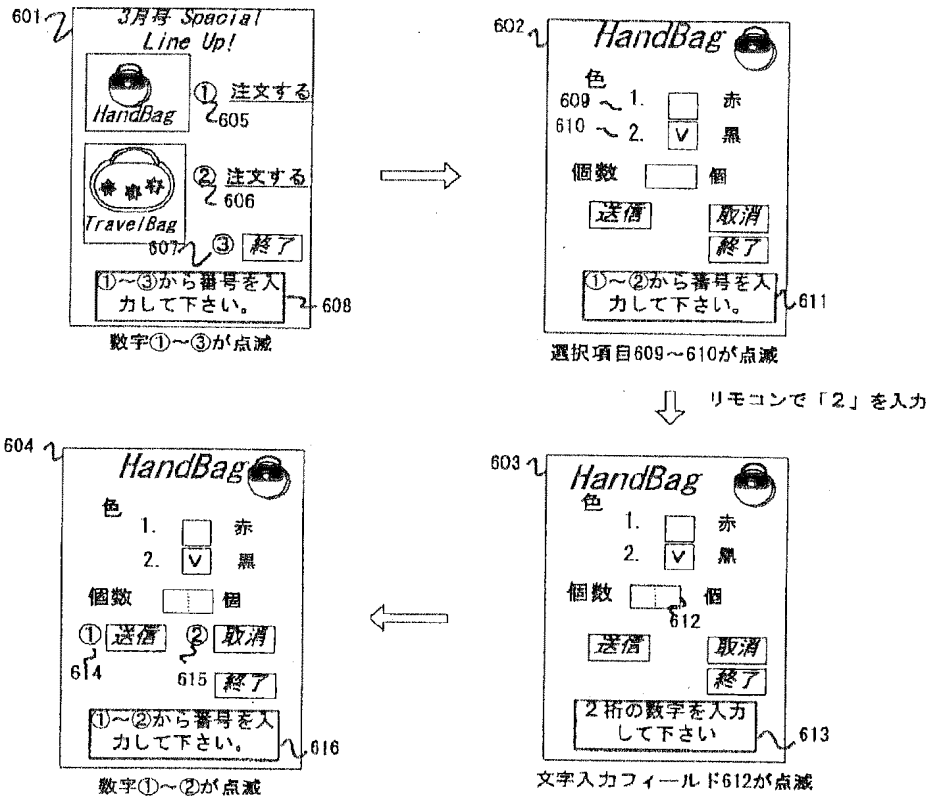 601
3月号 Spacial
Line Up!
HandBag
① 注文する
605
TravelBag
② 注文する
606
607
③ 終了
①～③から番号を入
力して下さい。
608
数字①～③が点滅
602
HandBag
色
609 1. 赤
610 2. V 黒
個数 個
送信 取消
終了
①～②から番号を入
力して下さい。
611
選択項目609～610が点滅
リモコンで「2」を入力
603
HandBag
色
1. 赤
2. V 黒
個数 個
612
送信 取消
終了
2桁の数字を入力
して下さい
613
文字入力フィールド612が点滅
604
HandBag
色
1. 赤
2. V 黒
個数 個
① 送信 ② 取消
614
615 終了
①～②から番号を入
力して下さい。
616
数字①～②が点滅